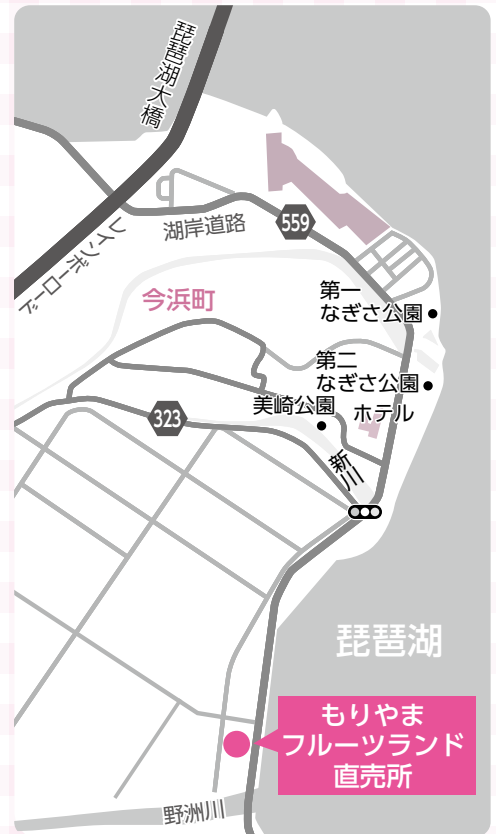 琵琶湖大橋
レインボーロード
湖岸道路
559
今浜町
第一
なぎさ公園
第二
なぎさ公園
美崎公園
ホテル
323
新川
琵琶湖
もりやま
フルーツランド
直売所
野洲川